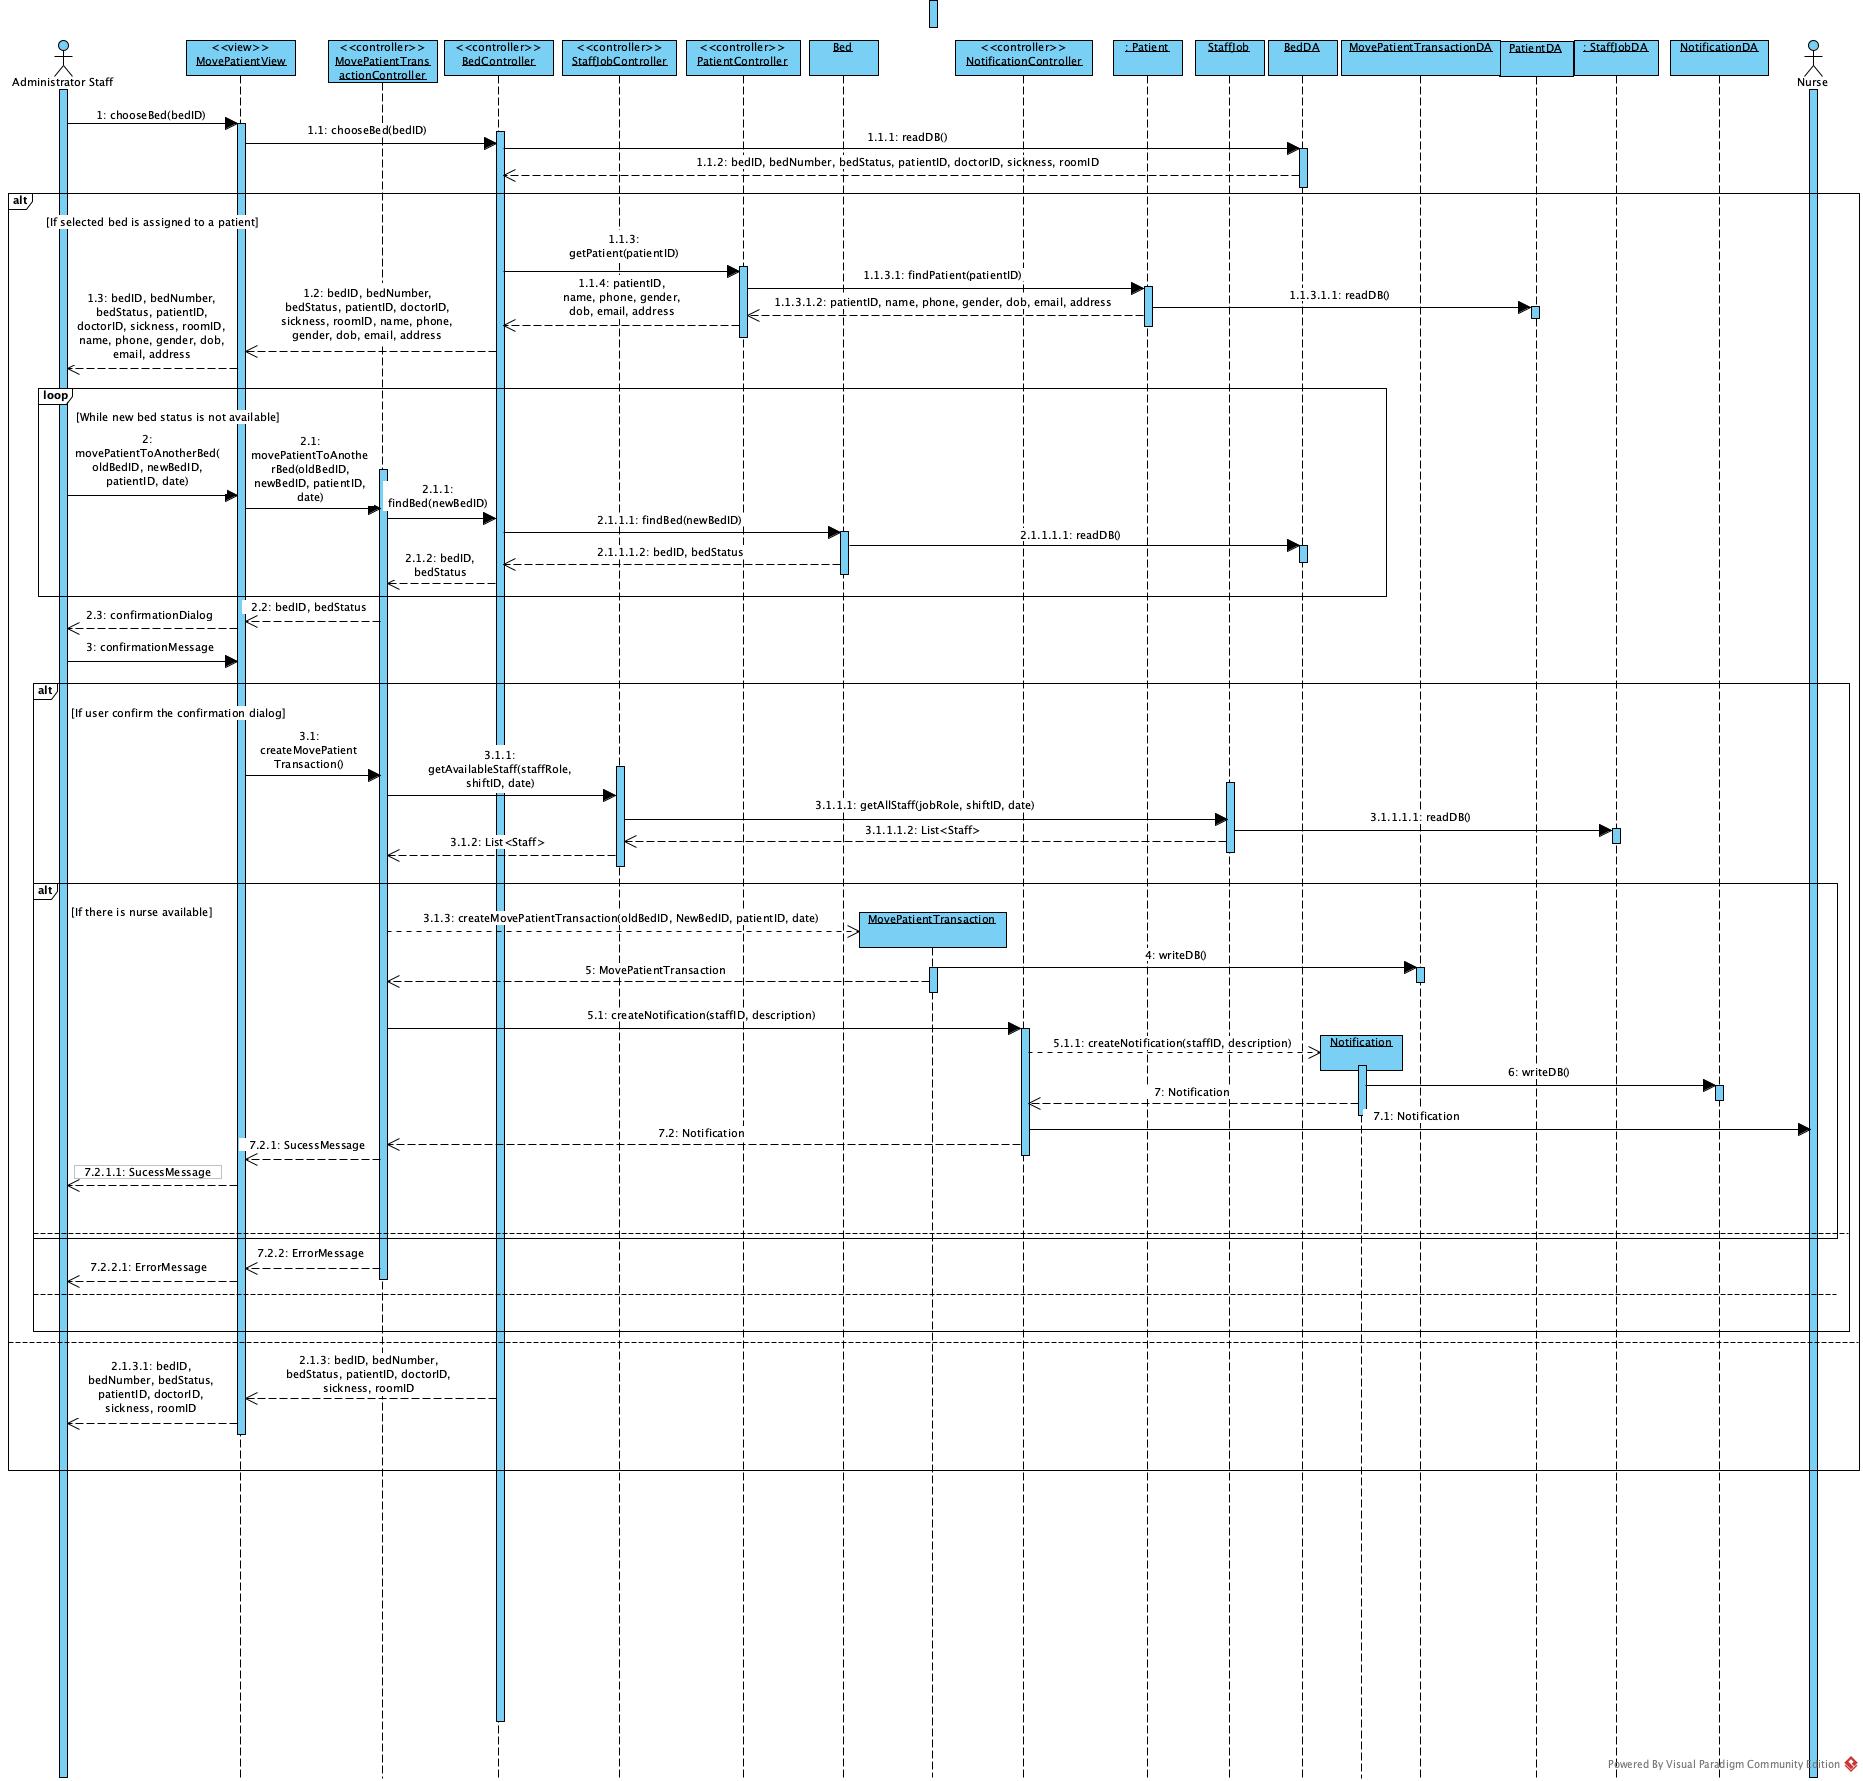 Administrator Staff
<<view>>
MovePatientView
<<controller>>
MovePatientTrans
actionController
<<controller>>
BedController
<<controller>>
StaffJobController
<<controller>>
PatientController
Bed
<<controller>>
NotificationController
: Patient
StaffJob
BedDA
MovePatientTransactionDA
PatientDA
: StaffJobDA
NotificationDA
Nurse
1: chooseBed(bedID)
1.1: chooseBed(bedID)
1.1.1: readDB()
1.1.2: bedID, bedNumber, bedStatus, patientID, doctorID, sickness, roomID
alt
[If selected bed is assigned to a patient]
1.1.3:
getPatient(patientID)
1.1.3.1: findPatient(patientID)
1.1.3.1.1: readDB()
1.1.3.1.2: patientID, name, phone, gender, dob, email, address
1.1.4: patientID,
name, phone, gender,
dob, email, address
1.2: bedID, bedNumber,
bedStatus, patientID, doctorID,
sickness, roomID, name, phone,
gender, dob, email, address
1.3: bedID, bedNumber,
bedStatus, patientID,
doctorID, sickness, roomID,
name, phone, gender, dob,
email, address
loop
[While new bed status is not available]
2:
movePatientToAnotherBed(
oldBedID, newBedID,
patientID, date)
2.1:
movePatientToAnothe
rBed(oldBedID,
newBedID, patientID,
date)
2.1.1:
findBed(newBedID)
2.1.1.1: findBed(newBedID)
2.1.1.1.1: readDB()
2.1.1.1.2: bedID, bedStatus
2.1.2: bedID,
bedStatus
2.2: bedID, bedStatus
2.3: confirmationDialog
3: confirmationMessage
alt
[If user confirm the confirmation dialog]
3.1:
createMovePatient
Transaction()
3.1.1:
getAvailableStaff(staffRole,
shiftID, date)
3.1.1.1: getAllStaff(jobRole, shiftID, date)
3.1.1.1.1: readDB()
3.1.1.1.2: List<Staff>
3.1.2: List<Staff>
alt
[If there is nurse available]
3.1.3: createMovePatientTransaction(oldBedID, NewBedID, patientID, date)
MovePatientTransaction
4: writeDB()
5: MovePatientTransaction
5.1: createNotification(staffID, description)
5.1.1: createNotification(staffID, description)
Notification
6: writeDB()
7: Notification
7.1: Notification
7.2: Notification
7.2.1: SucessMessage
7.2.1.1: SucessMessage
7.2.2: ErrorMessage
7.2.2.1: ErrorMessage
2.1.3: bedID, bedNumber,
bedStatus, patientID, doctorID,
sickness, roomID
2.1.3.1: bedID,
bedNumber, bedStatus,
patientID, doctorID,
sickness, roomID
Powered By Visual Paradigm Community Edition